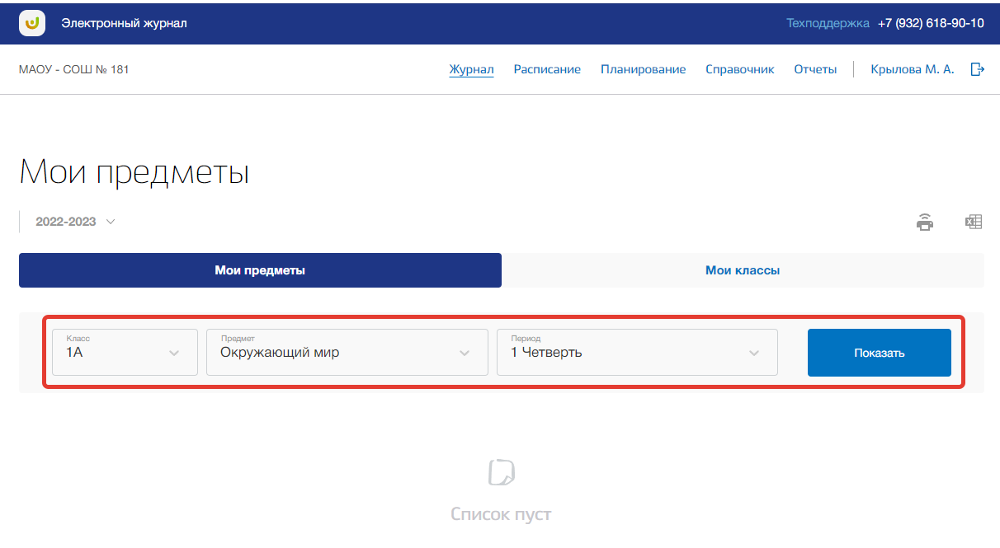 Электронный журнал
Техподдержка +7 (932) 618-90-10
МАОУ - СОШ № 181
Журнал Расписание Планирование Справочник Отчеты Крылова М. А.
Мои предметы
2022-2023
Мои предметы Мои классы
Класс Предмет Период
1А Окружающий мир 1 Четверть Показать
Список пуст